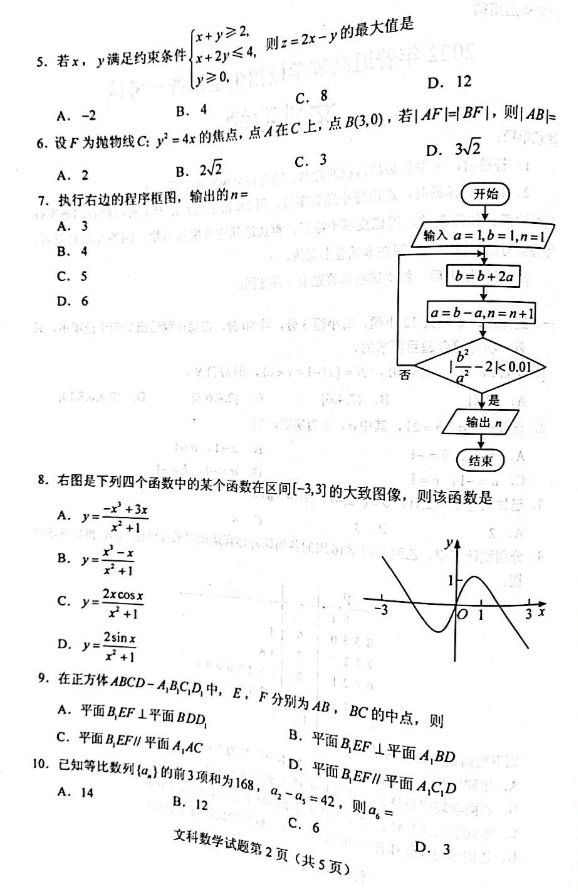 5. 若x，y满足约束条件{x+y⩾2, x+2y⩽4, y⩾0, 则z=2x−y的最大值是
A. −2 B. 4 C. 8 D. 12
6. 设F为抛物线C: y²=4x的焦点，点A在C上，点B(3,0)，若|AF|=|BF|，则|AB|=
A. 2 B. 2√2 C. 3 D. 3√2
7. 执行右边的程序框图，输出的n=
A. 3
B. 4
C. 5
D. 6
开始
输入a=1,b=1,n=1
b=b+2a
a=b−a,n=n+1
|b²/a²−2|<0.01
否
是
输出n
结束
8. 右图是下列四个函数中的某个函数在区间[−3,3]的大致图像，则该函数是
A. y=(−x³+3x)/(x²+1)
B. y=(x³−x)/(x²+1)
C. y=2xcosx/(x²+1)
D. y=2sinx/(x²+1)
y
1
−3 O 1 3 x
9. 在正方体ABCD−A₁B₁C₁D₁中，E，F分别为AB，BC的中点，则
A. 平面B₁EF⊥平面BDD₁
B. 平面B₁EF⊥平面A₁BD
C. 平面B₁EF//平面A₁AC
D. 平面B₁EF//平面A₁C₁D
10. 已知等比数列{aₙ}的前3项和为168，a₂−a₅=42，则a₆=
A. 14 B. 12 C. 6 D. 3
文科数学试题第2页（共5页）